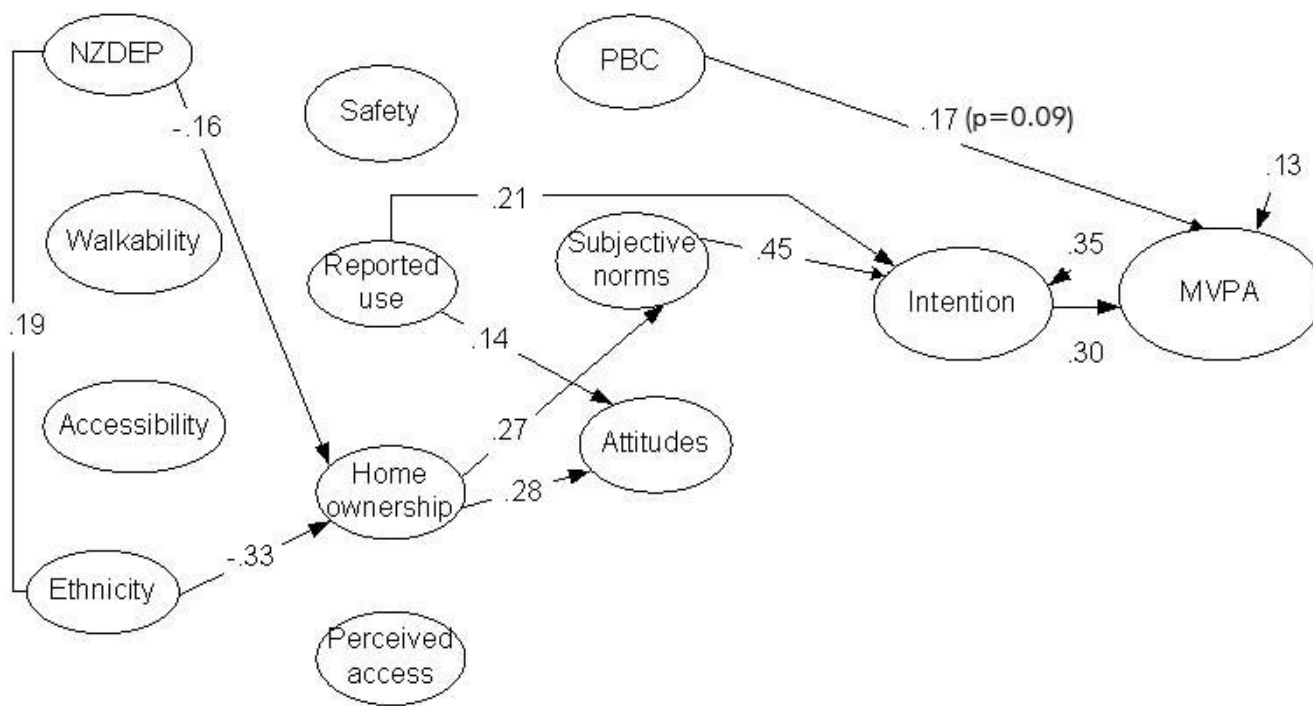 NZDEP
PBC
Safety
-.16
.17 (p=0.09)
.13
.21
Walkability
Reported
use
Subjective
norms
.45
.35
Intention
MVPA
.19
.14
.30
Accessibility
.27
Attitudes
Home
ownership
.28
-.33
Ethnicity
Perceived
access